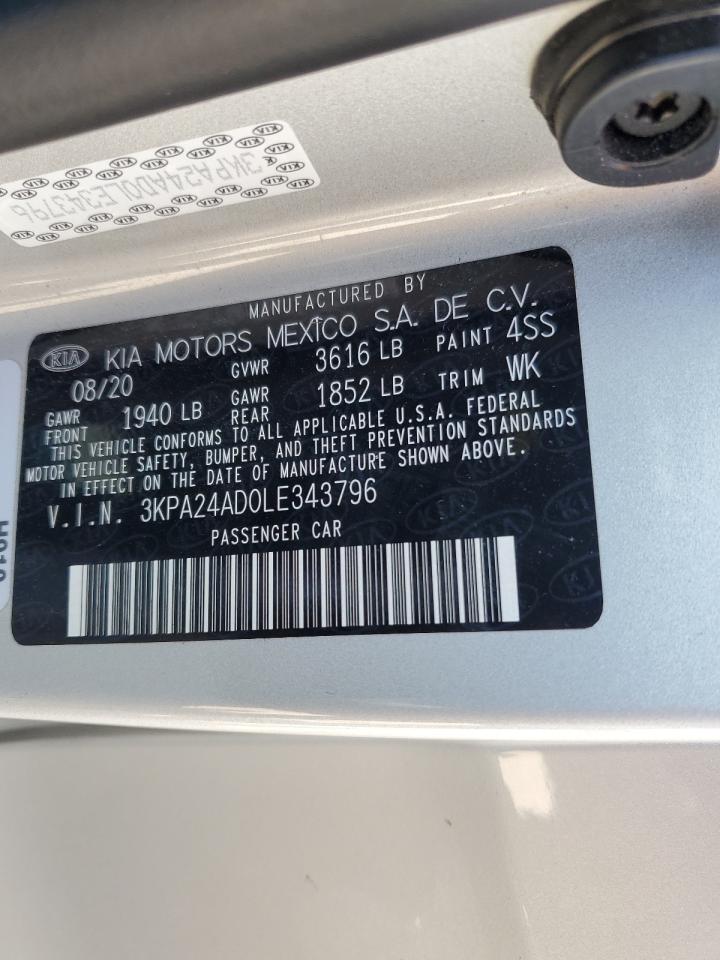 3KPA24AD0LE343796
MANUFACTURED BY
KIA KIA MOTORS MEXICO S.A. DE C.V.
08/20 GVWR 3616 LB PAINT 4SS
GAWR FRONT 1940 LB GAWR REAR 1852 LB TRIM WK
THIS VEHICLE CONFORMS TO ALL APPLICABLE U.S.A. FEDERAL
MOTOR VEHICLE SAFETY, BUMPER, AND THEFT PREVENTION STANDARDS
IN EFFECT ON THE DATE OF MANUFACTURE SHOWN ABOVE.
V.I.N. 3KPA24AD0LE343796
PASSENGER CAR